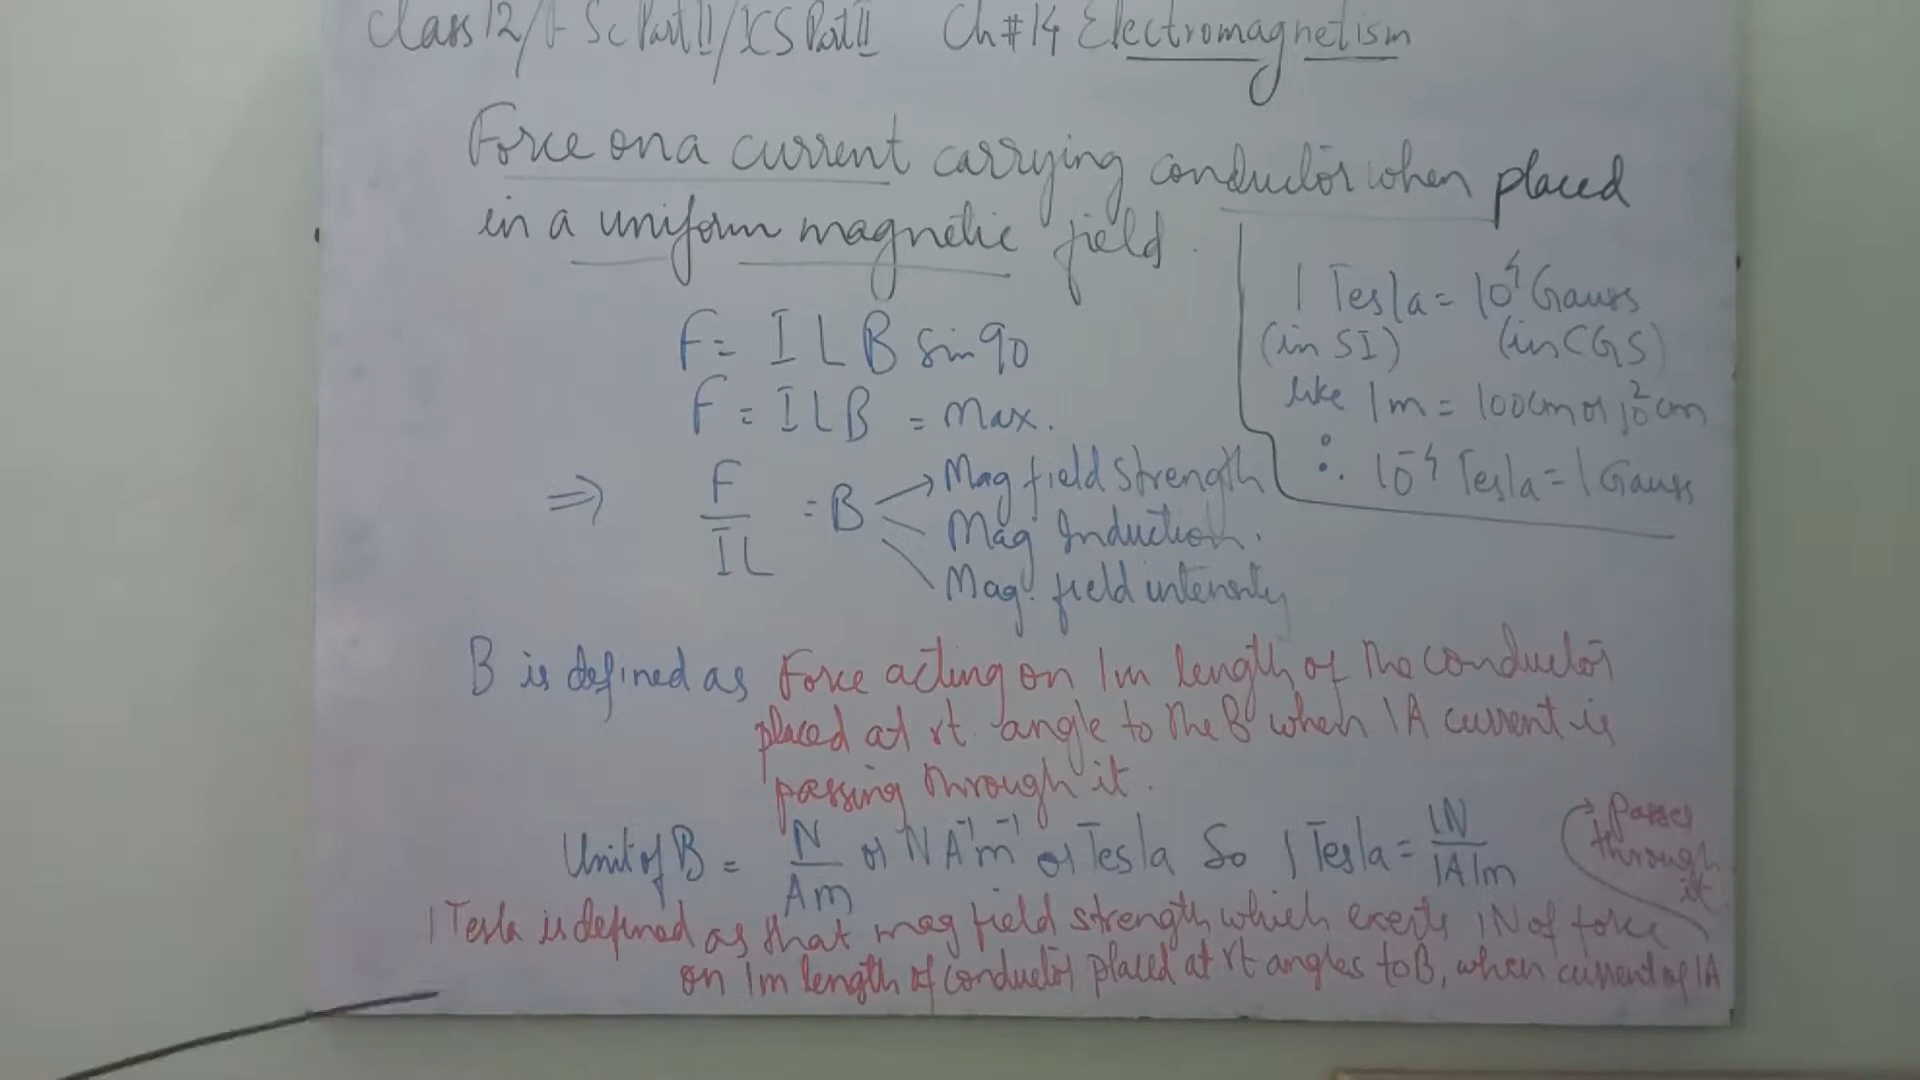 Class 12/F Sc Part II/ICS Part II Ch # 14 Electromagnetism
Force on a current carrying conductor when placed
in a uniform magnetic field.
F = I L B Sin 90
F = I L B = Max.
⇒ F/IL = B → Mag field Strength
Mag Induction.
Mag. field intensity
1 Tesla = 10⁴ Gauss
(in SI) (in CGS)
like 1m = 100cm or 10² cm
∴ 10⁻⁴ Tesla = 1 Gauss
B is defined as Force acting on 1m length of the conductor
placed at rt. angle to the B when 1A current is
passing through it.
Unit of B = N/Am or N A⁻¹ m⁻¹ or Tesla So 1 Tesla = 1N/1A 1m
1 Tesla is defined as that mag field strength which exerts 1N of force
on 1m length of conductor placed at rt angles to B, when current of 1A
passes
through
it